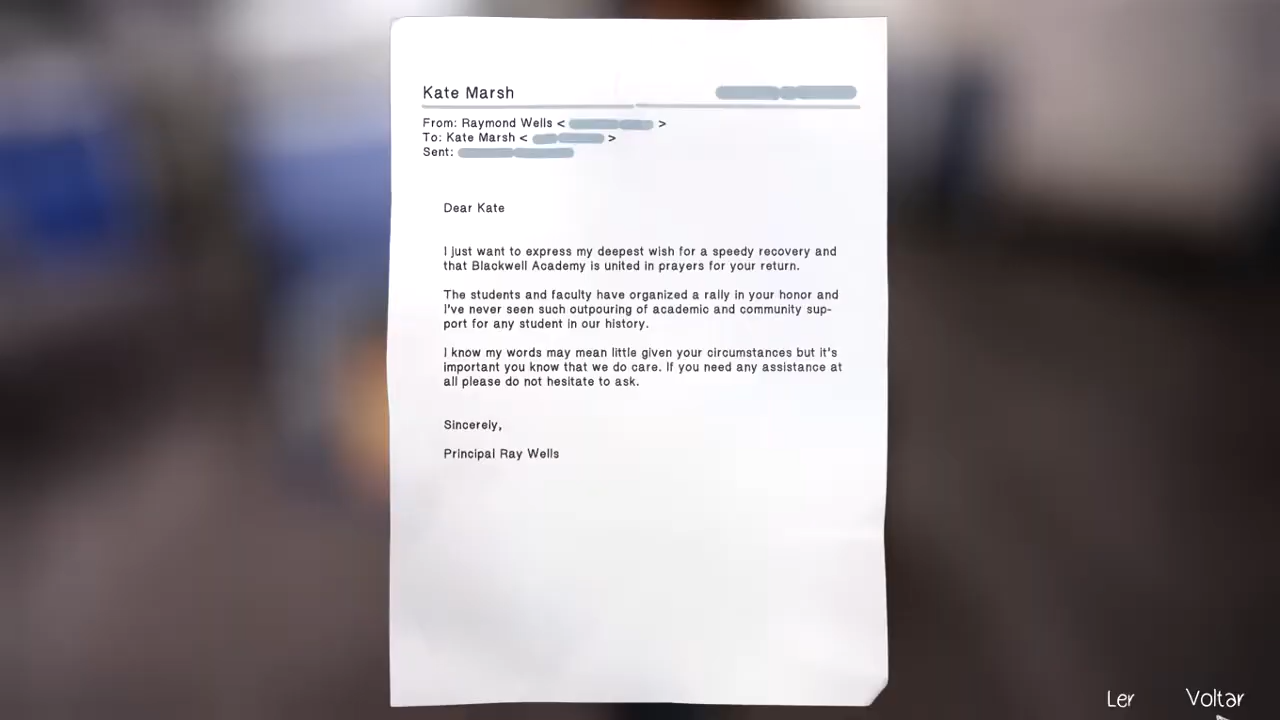 Kate Marsh
From: Raymond Wells < >
To: Kate Marsh < >
Sent:
Dear Kate
I just want to express my deepest wish for a speedy recovery and
that Blackwell Academy is united in prayers for your return.
The students and faculty have organized a rally in your honor and
I've never seen such outpouring of academic and community sup-
port for any student in our history.
I know my words may mean little given your circumstances but it's
important you know that we do care. If you need any assistance at
all please do not hesitate to ask.
Sincerely,
Principal Ray Wells
Ler Voltar